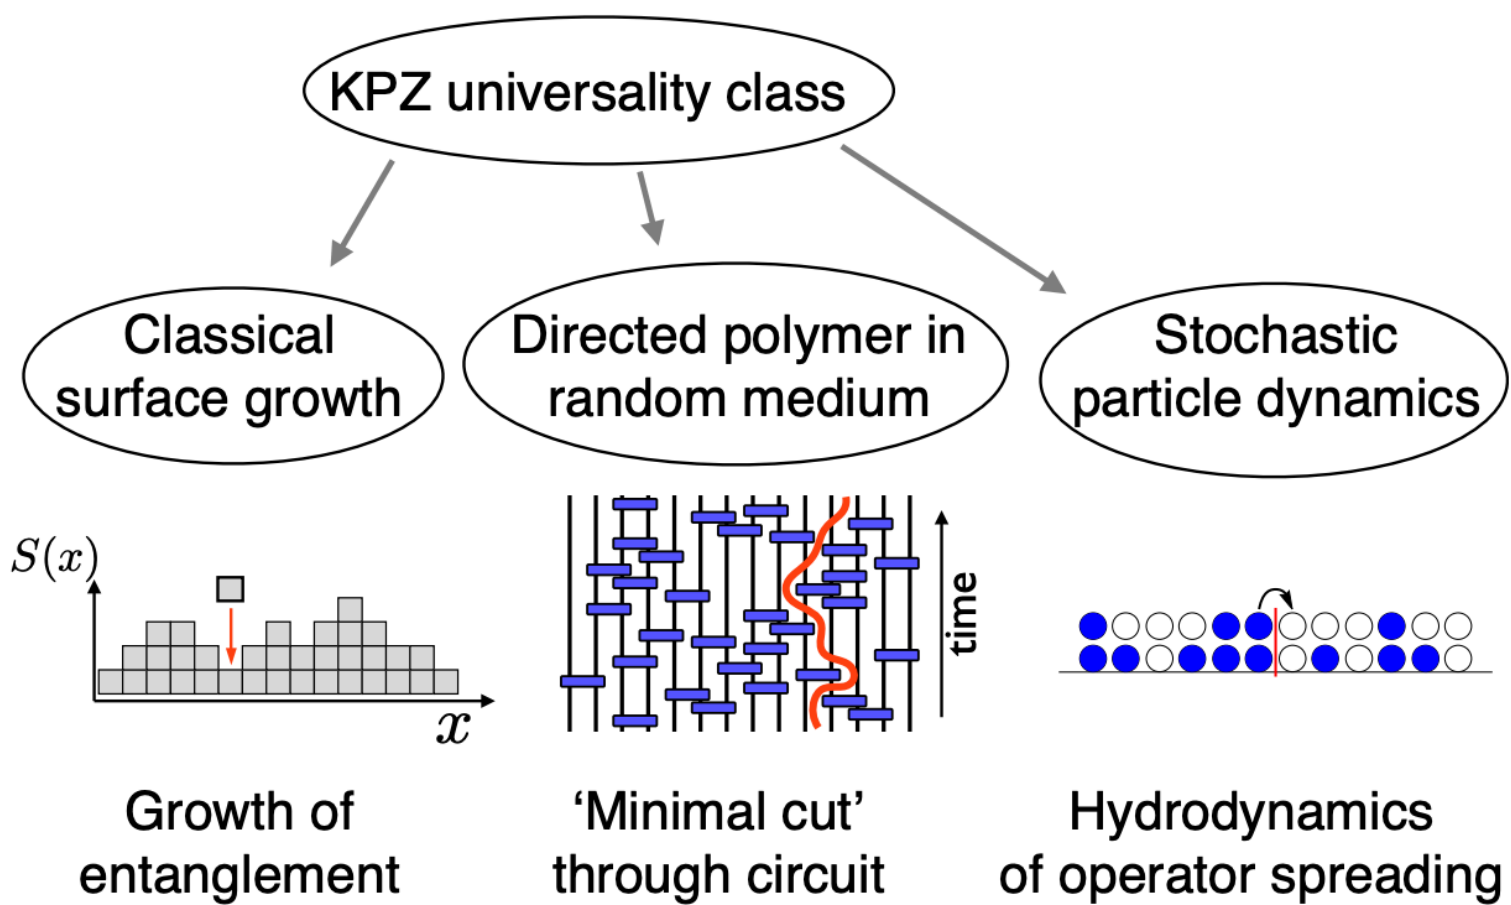 KPZ universality class
Classical
surface growth
Directed polymer in
random medium
Stochastic
particle dynamics
S(x)
x
time
Growth of
entanglement
‘Minimal cut’
through circuit
Hydrodynamics
of operator spreading